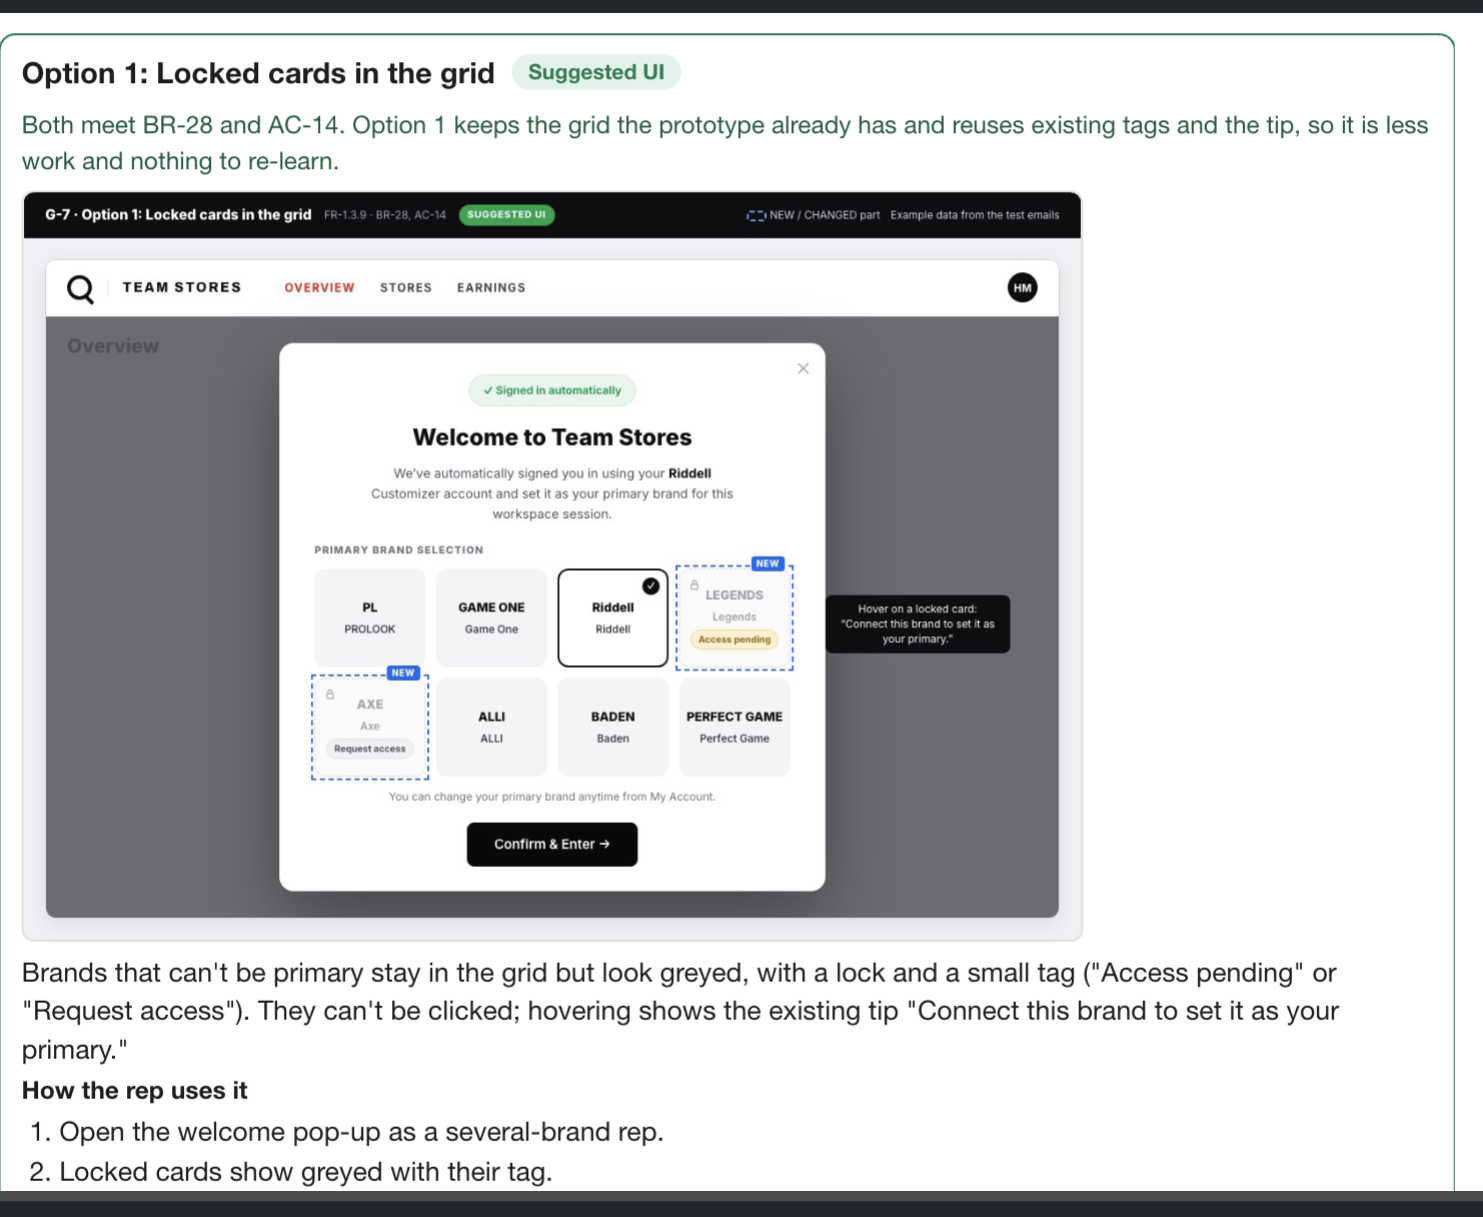 Option 1: Locked cards in the grid Suggested UI
Both meet BR-28 and AC-14. Option 1 keeps the grid the prototype already has and reuses existing tags and the tip, so it is less
work and nothing to re-learn.
G-7 · Option 1: Locked cards in the grid FR-1.3.9 · BR-28, AC-14 SUGGESTED UI NEW / CHANGED part Example data from the test emails
TEAM STORES OVERVIEW STORES EARNINGS HM
Overview
✓ Signed in automatically
Welcome to Team Stores
We've automatically signed you in using your Riddell
Customizer account and set it as your primary brand for this
workspace session.
PRIMARY BRAND SELECTION
PL
PROLOOK
GAME ONE
Game One
Riddell
Riddell
NEW
LEGENDS
Legends
Access pending
Hover on a locked card:
"Connect this brand to set it as
your primary."
NEW
AXE
Axe
Request access
ALLI
ALLI
BADEN
Baden
PERFECT GAME
Perfect Game
You can change your primary brand anytime from My Account.
Confirm & Enter →
Brands that can't be primary stay in the grid but look greyed, with a lock and a small tag ("Access pending" or
"Request access"). They can't be clicked; hovering shows the existing tip "Connect this brand to set it as your
primary."
How the rep uses it
1. Open the welcome pop-up as a several-brand rep.
2. Locked cards show greyed with their tag.